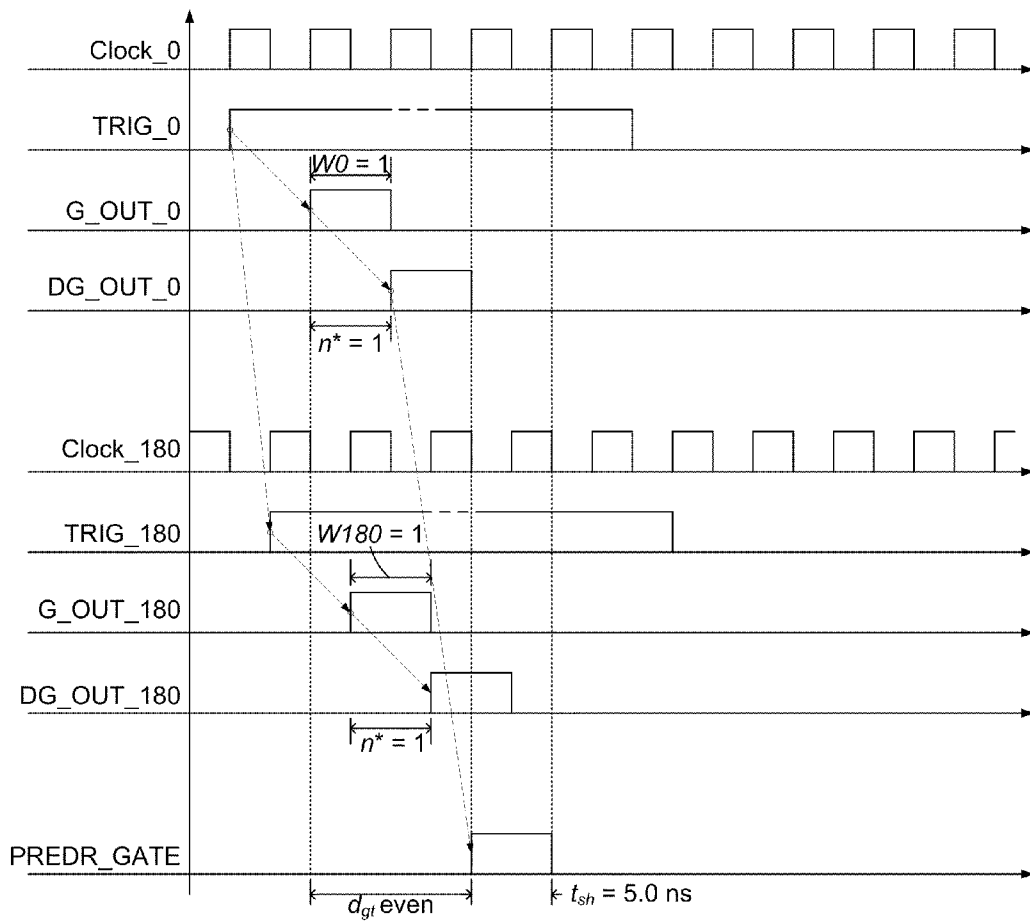 Clock_0
TRIG_0
W0 = 1
G_OUT_0
DG_OUT_0
n* = 1
Clock_180
TRIG_180
W180 = 1
G_OUT_180
DG_OUT_180
n* = 1
PREDR_GATE
dgt even
tsh = 5.0 ns